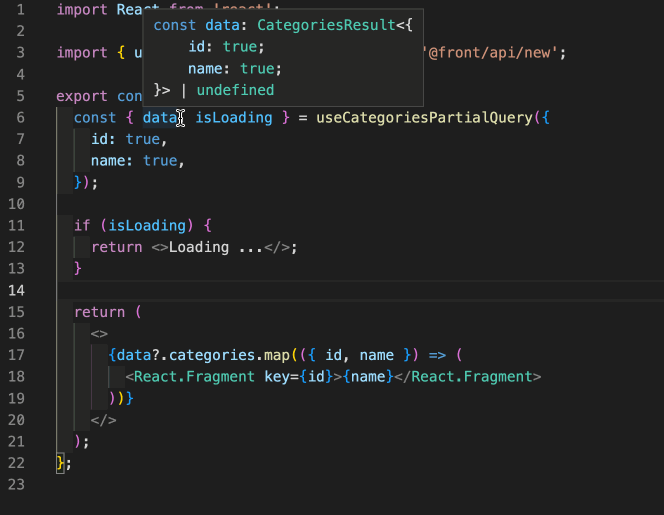 1 import React from 'react';
2
const data: CategoriesResult<{
id: true;
3 import { u '@front/api/new';
name: true;
4
}> | undefined
5 export con
6 const { data, isLoading } = useCategoriesPartialQuery({
7 id: true,
8 name: true,
9 });
10
11 if (isLoading) {
12 return <>Loading ...</>;
13 }
14
15 return (
16 <>
17 {data?.categories.map(({ id, name }) => (
18 <React.Fragment key={id}>{name}</React.Fragment>
19 ))}
20 </>
21 );
22 };
23